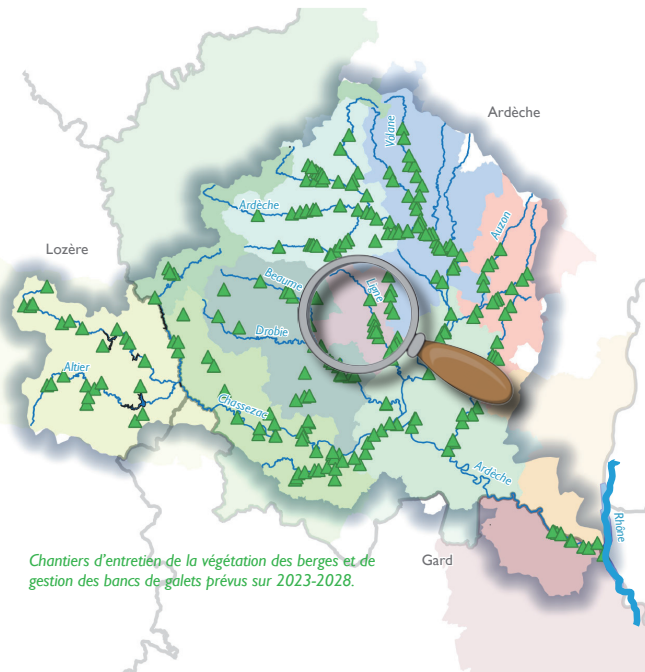 Ardèche
Volane
Ardèche
Auzon
Lozère
Beaume
Ligne
Drobie
Altier
Chassezac
Ardèche
Rhône
Chantiers d'entretien de la végétation des berges et de
gestion des bancs de galets prévus sur 2023-2028.
Gard